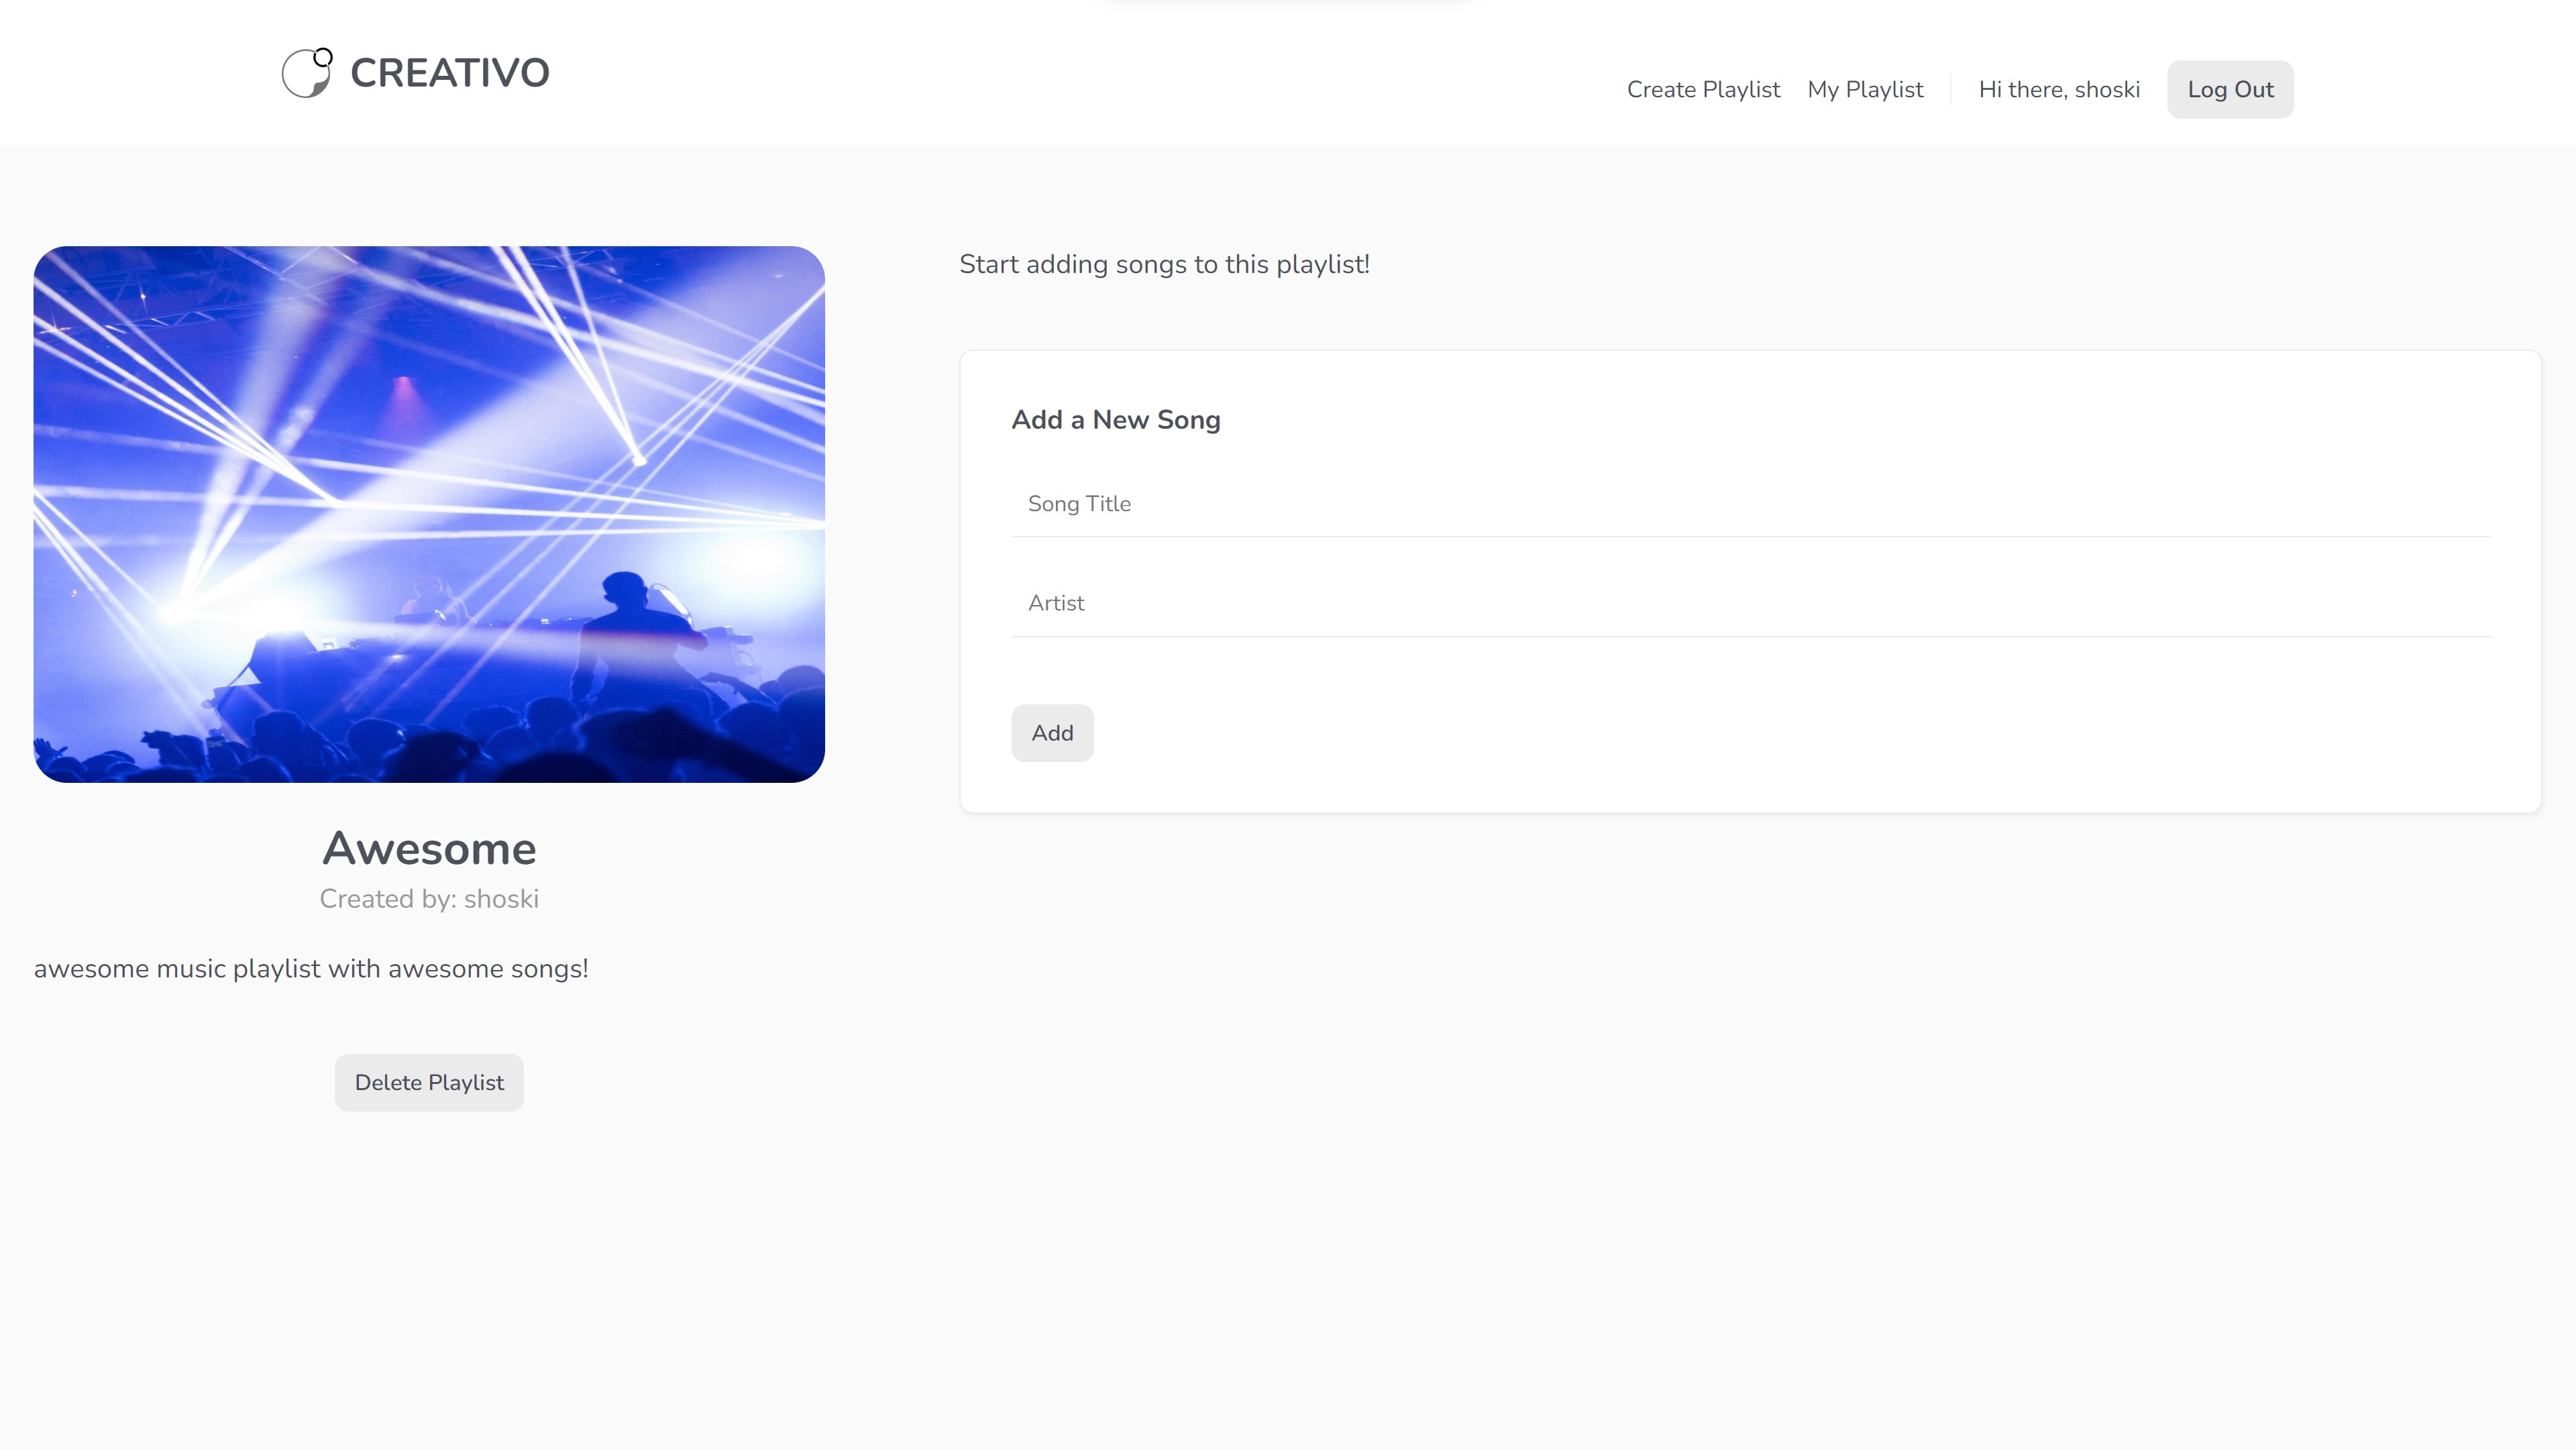 CREATIVO
Create Playlist
My Playlist
Hi there, shoski
Log Out
Start adding songs to this playlist!
Add a New Song
Song Title
Artist
Add
Awesome
Created by: shoski
awesome music playlist with awesome songs!
Delete Playlist